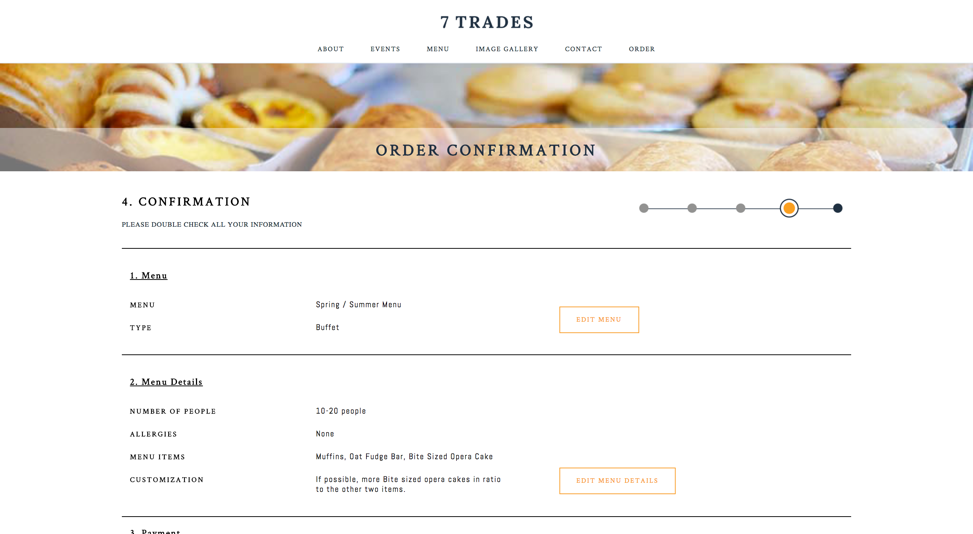 7 TRADES
ABOUT EVENTS MENU IMAGE GALLERY CONTACT ORDER
ORDER CONFIRMATION
4. CONFIRMATION
PLEASE DOUBLE CHECK ALL YOUR INFORMATION
1. Menu
MENU Spring / Summer Menu
TYPE Buffet
EDIT MENU
2. Menu Details
NUMBER OF PEOPLE 10-20 people
ALLERGIES None
MENU ITEMS Muffins, Oat Fudge Bar, Bite Sized Opera Cake
CUSTOMIZATION If possible, more Bite sized opera cakes in ratio
to the other two items.
EDIT MENU DETAILS
3. Payment